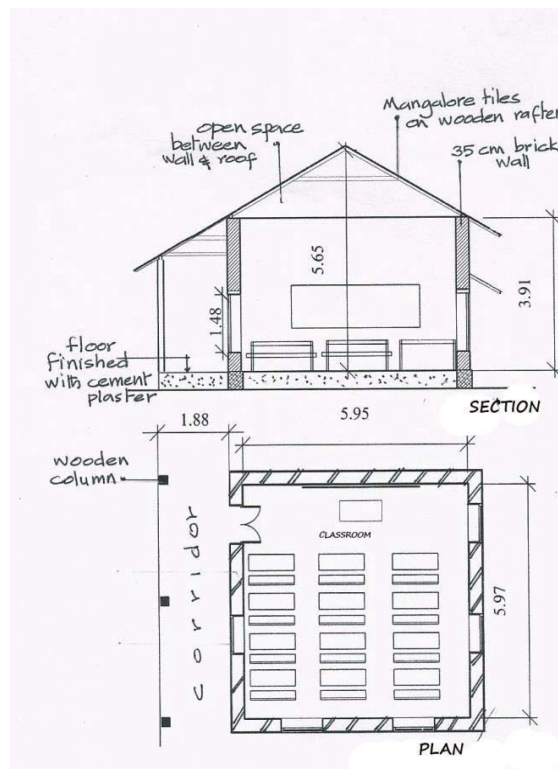 open space
between
wall & roof
Mangalore tiles
on wooden rafter
35 cm brick
wall
5.65
3.91
1.48
floor
finished
with cement
plaster
SECTION
1.88
5.95
wooden
column
corridor
CLASSROOM
5.97
PLAN